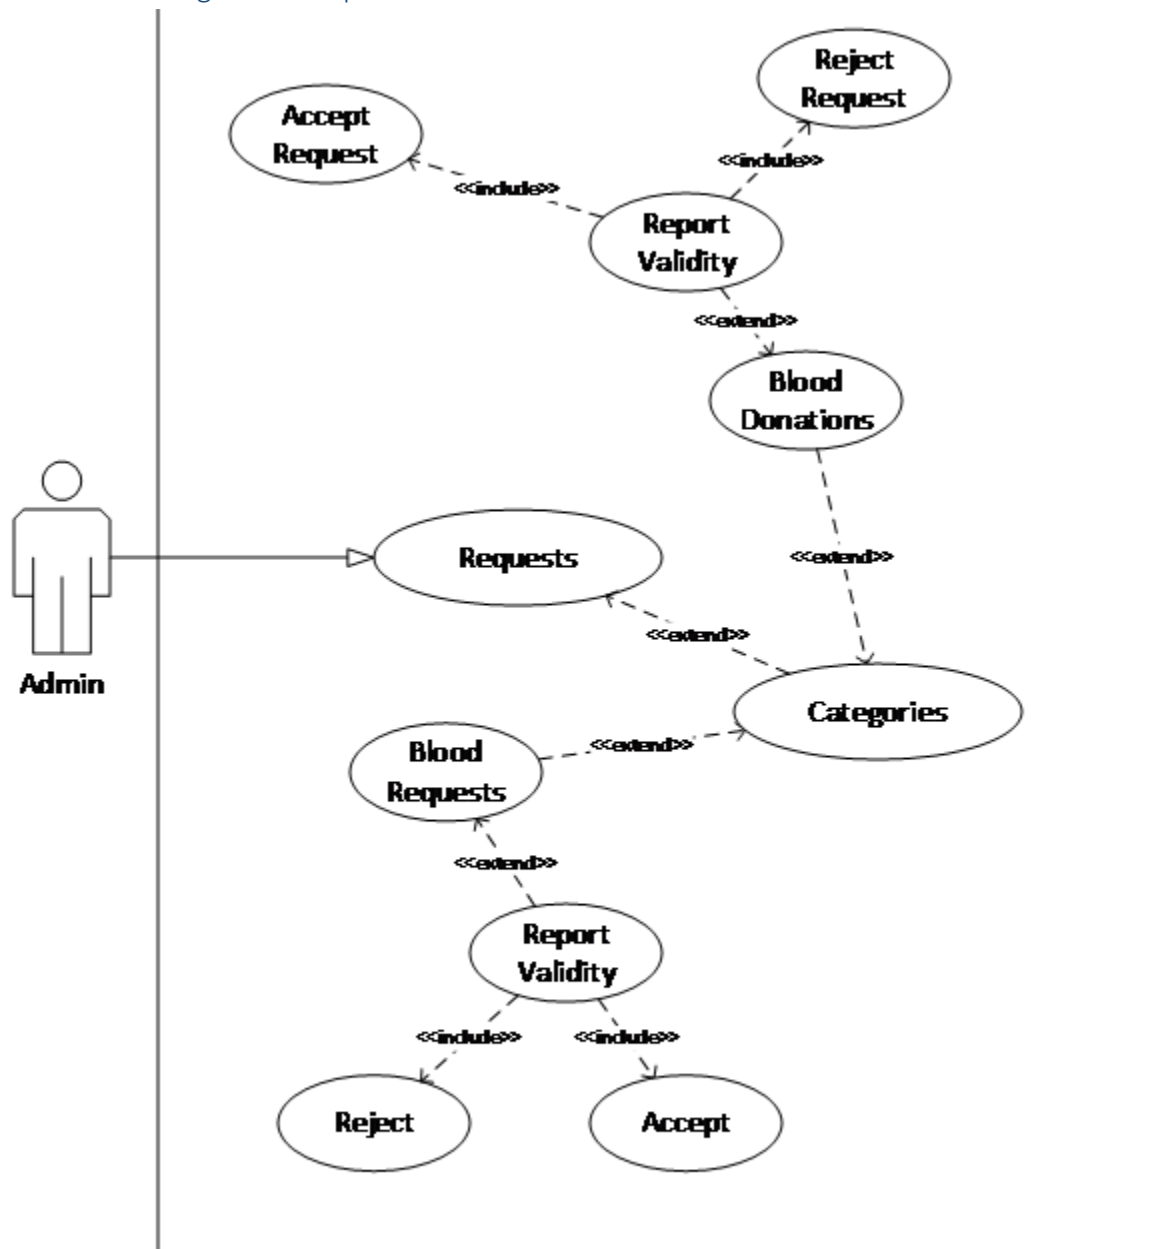 Reject
Request
Accept
Request
<<include>>
<<include>>
Report
Validity
<<extend>>
Blood
Donations
Requests
<<extend>>
<<extend>>
Admin
Categories
Blood
Requests
<<extend>>
<<extend>>
Report
Validity
<<include>>
<<include>>
Reject
Accept